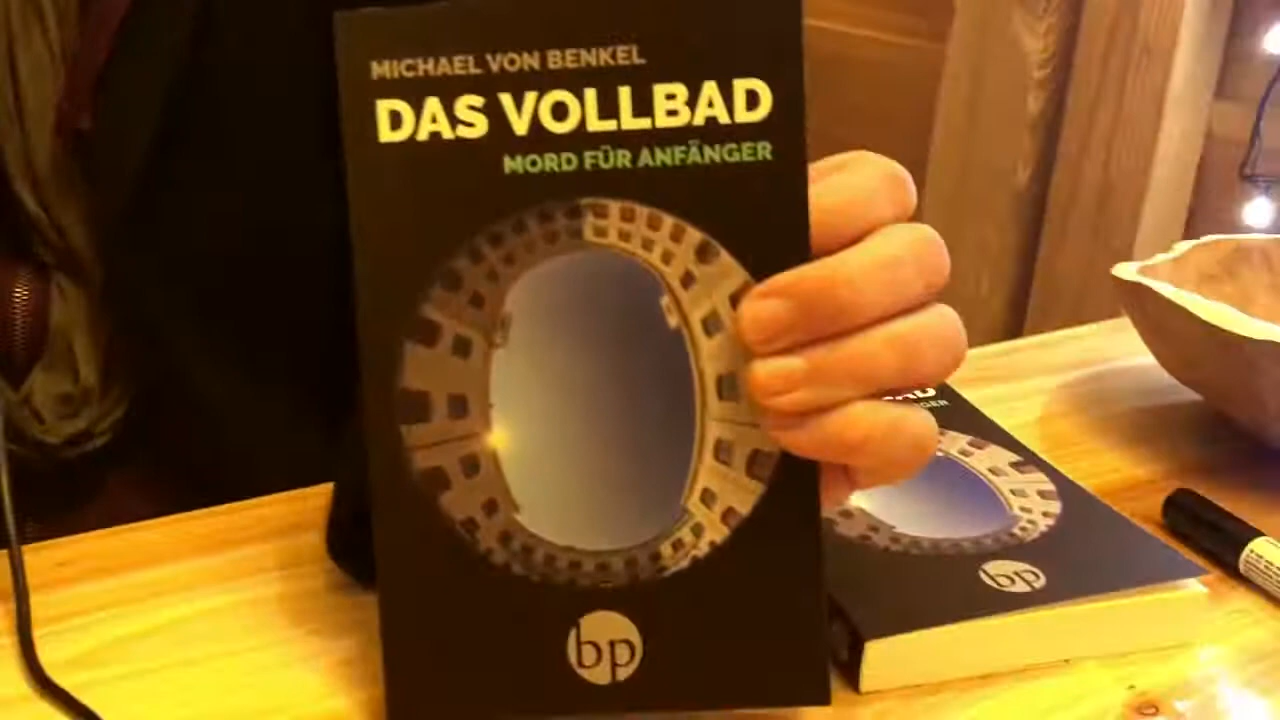 MICHAEL VON BENKEL
DAS VOLLBAD
MORD FÜR ANFÄNGER
bp
bp